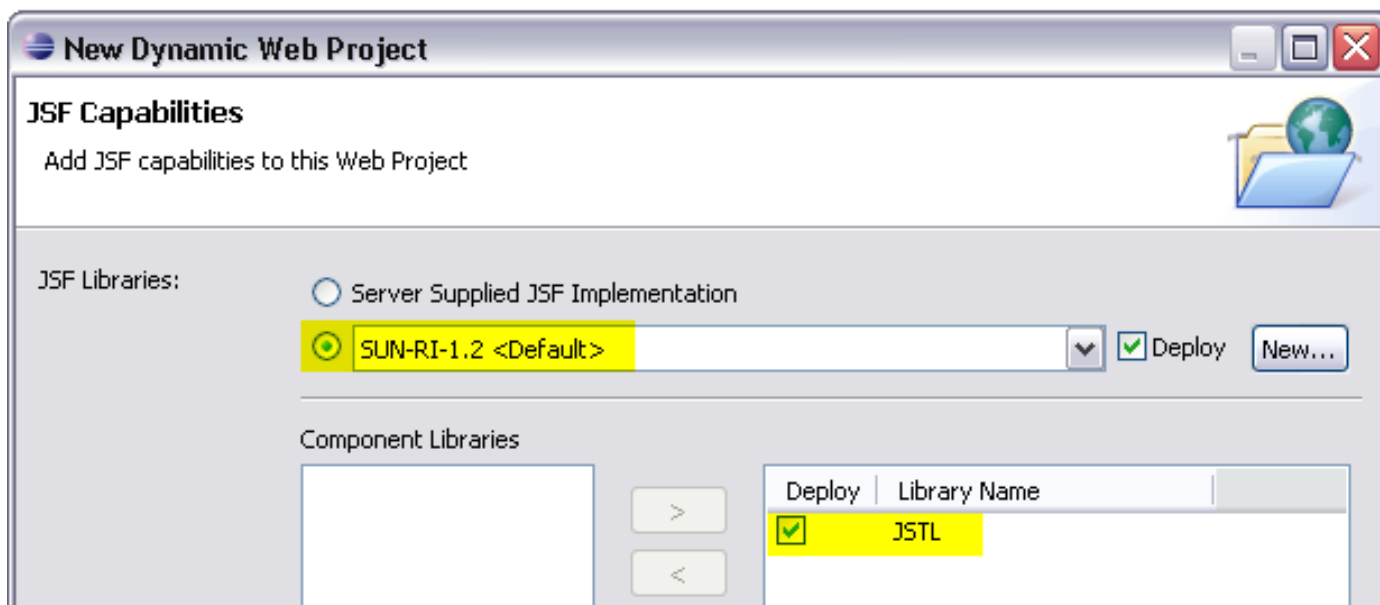 New Dynamic Web Project
JSF Capabilities
Add JSF capabilities to this Web Project
JSF Libraries:
Server Supplied JSF Implementation
SUN-RI-1.2 <Default>
Deploy
New...
Component Libraries
Deploy
Library Name
>
JSTL
<